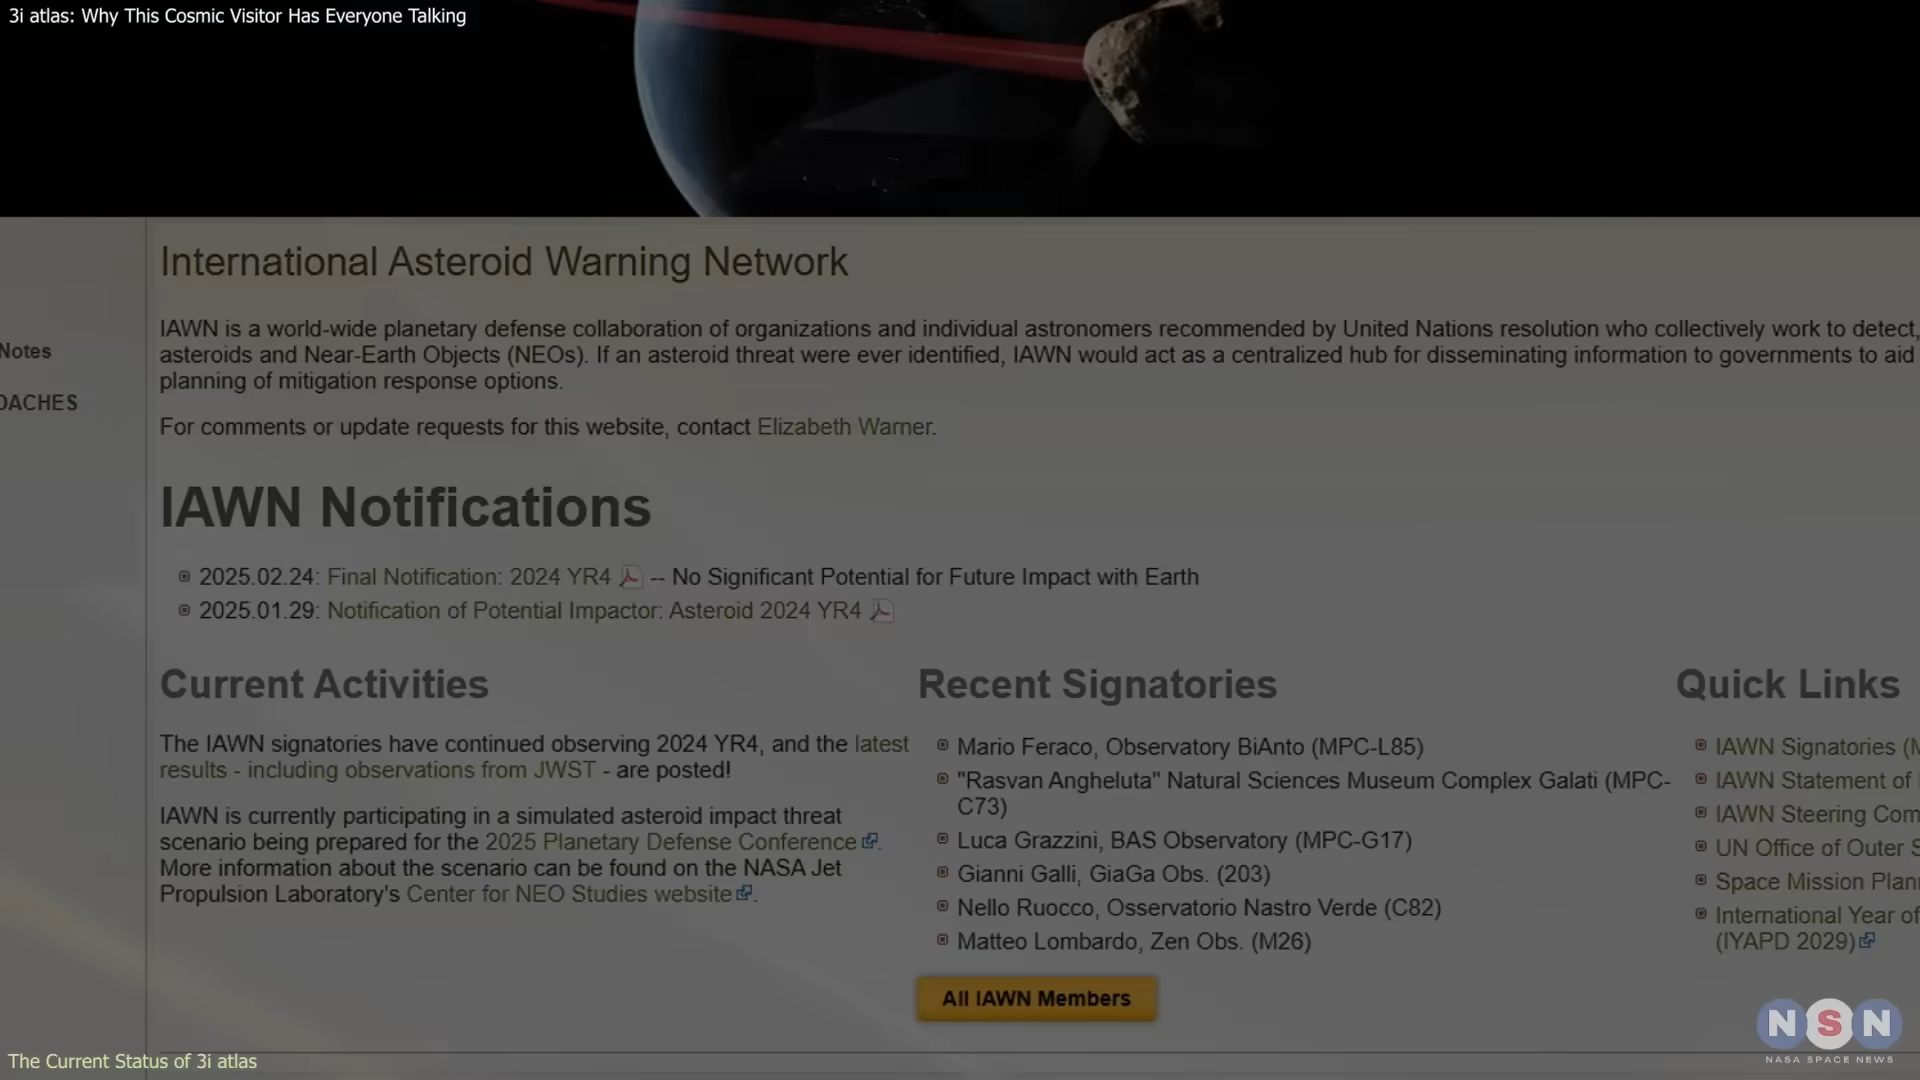 3i atlas: Why This Cosmic Visitor Has Everyone Talking
International Asteroid Warning Network
IAWN is a world-wide planetary defense collaboration of organizations and individual astronomers recommended by United Nations resolution who collectively work to detect,
asteroids and Near-Earth Objects (NEOs). If an asteroid threat were ever identified, IAWN would act as a centralized hub for disseminating information to governments to aid
planning of mitigation response options.
Notes
OACHES
For comments or update requests for this website, contact Elizabeth Warner.
IAWN Notifications
2025.02.24: Final Notification: 2024 YR4 -- No Significant Potential for Future Impact with Earth
2025.01.29: Notification of Potential Impactor: Asteroid 2024 YR4
Current Activities
The IAWN signatories have continued observing 2024 YR4, and the latest
results - including observations from JWST - are posted!
IAWN is currently participating in a simulated asteroid impact threat
scenario being prepared for the 2025 Planetary Defense Conference.
More information about the scenario can be found on the NASA Jet
Propulsion Laboratory's Center for NEO Studies website.
Recent Signatories
Mario Feraco, Observatory BiAnto (MPC-L85)
"Rasvan Angheluta" Natural Sciences Museum Complex Galati (MPC-
C73)
Luca Grazzini, BAS Observatory (MPC-G17)
Gianni Galli, GiaGa Obs. (203)
Nello Ruocco, Osservatorio Nastro Verde (C82)
Matteo Lombardo, Zen Obs. (M26)
All IAWN Members
Quick Links
IAWN Signatories (M
IAWN Statement of
IAWN Steering Com
UN Office of Outer S
Space Mission Plan
International Year of
(IYAPD 2029)
NSN
NASA SPACE NEWS
The Current Status of 3i atlas